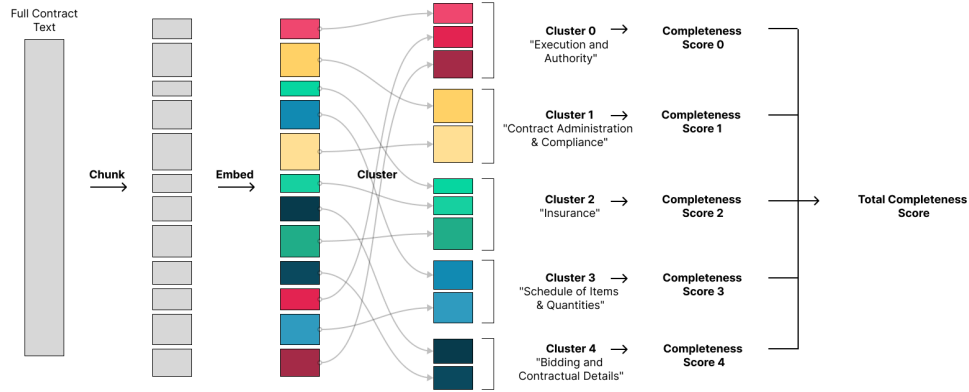 Full Contract
Text
Chunk
Embed
Cluster
Cluster 0
"Execution and
Authority"
Completeness
Score 0
Cluster 1
"Contract Administration
& Compliance"
Completeness
Score 1
Cluster 2
"Insurance"
Completeness
Score 2
Cluster 3
"Schedule of Items
& Quantities"
Completeness
Score 3
Cluster 4
"Bidding and
Contractual Details"
Completeness
Score 4
Total Completeness
Score